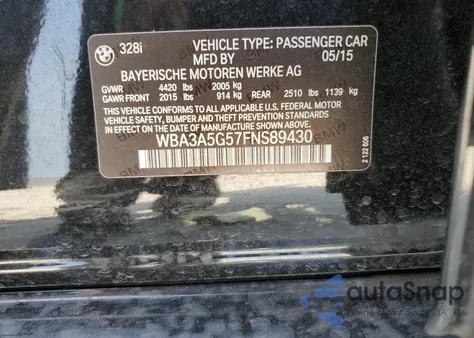 328i
VEHICLE TYPE: PASSENGER CAR
MFD BY 05/15
BAYERISCHE MOTOREN WERKE AG
GVWR 4420 lbs 2005 kg
GAWR FRONT 2015 lbs 914 kg REAR 2510 lbs 1139 kg
THIS VEHICLE CONFORMS TO ALL APPLICABLE FEDERAL MOTOR
VEHICLE SAFETY, BUMPER AND THEFT PREVENTION STANDARDS IN
EFFECT ON THE DATE OF MANUFACTURE SHOWN ABOVE.
WBA3A5G57FNS89430
autoSnap